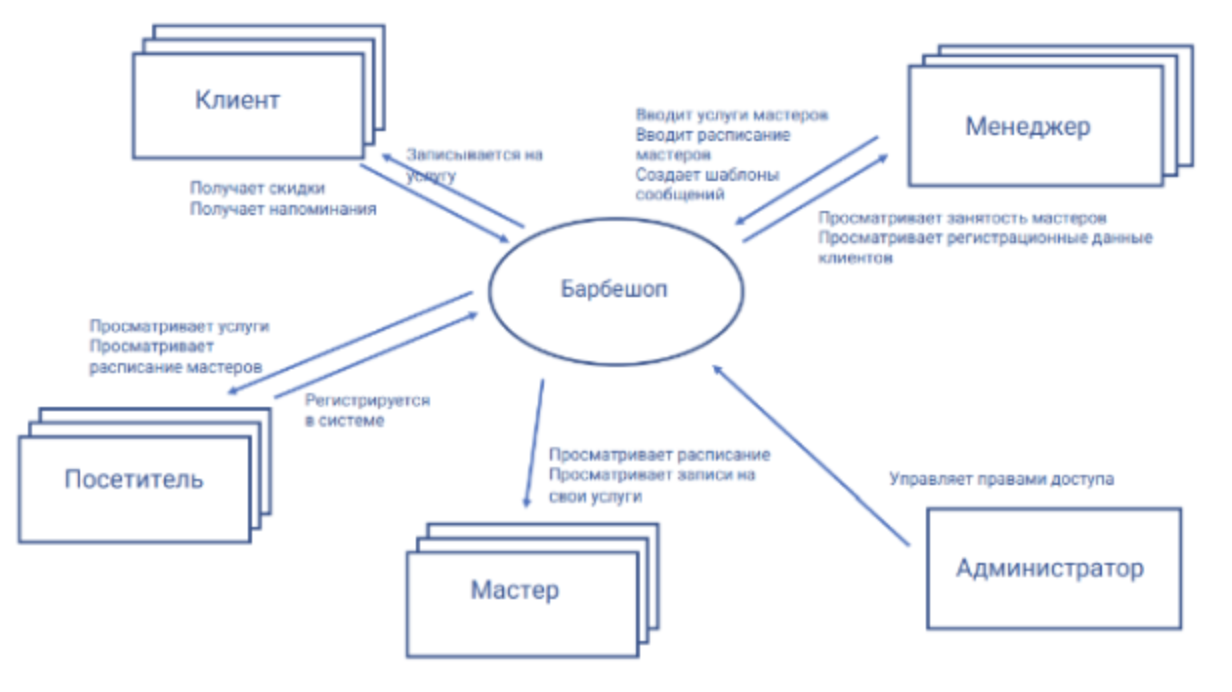 Клиент
Менеджер
Вводит услуги мастеров
Вводит расписание
мастеров
Создает шаблоны
сообщений
Записывается на
услугу
Получает скидки
Получает напоминания
Просматривает занятость мастеров
Просматривает регистрационные данные
клиентов
Барбешоп
Просматривает услуги
Просматривает
расписание мастеров
Регистрируется
в системе
Посетитель
Просматривает расписание
Просматривает записи на
свои услуги
Управляет правами доступа
Мастер
Администратор